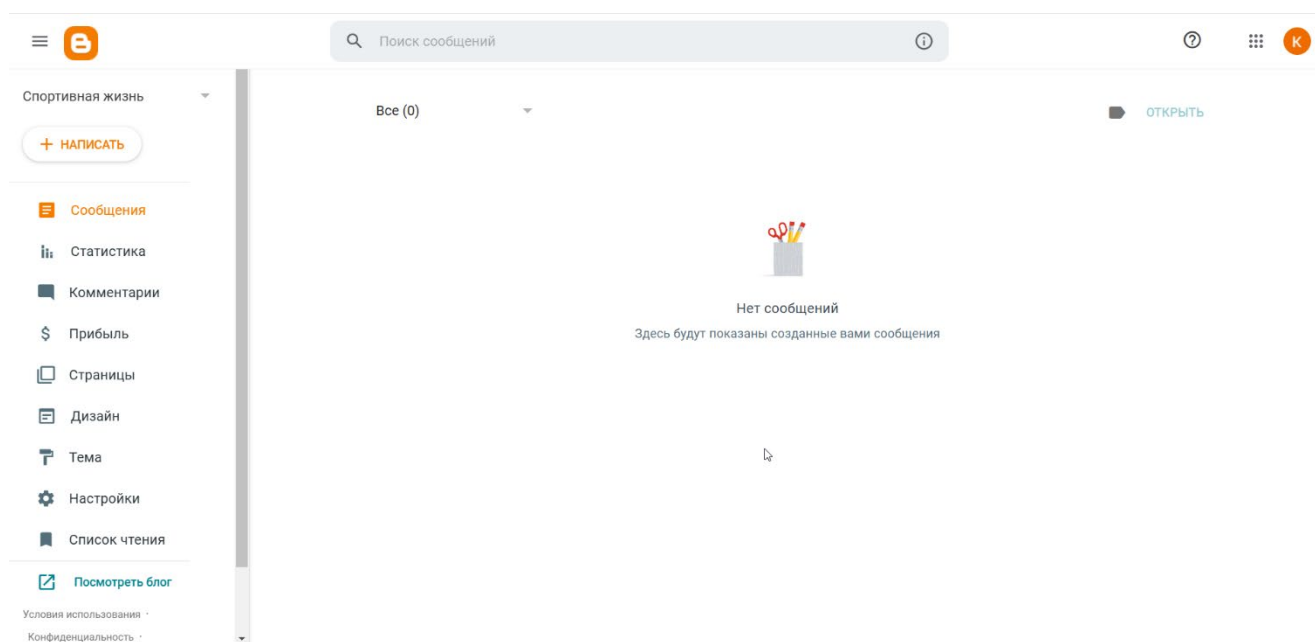 Поиск сообщений
K
Спортивная жизнь
Все (0)
ОТКРЫТЬ
+ НАПИСАТЬ
Сообщения
Статистика
Комментарии
$ Прибыль
Страницы
Дизайн
Тема
Настройки
Список чтения
Посмотреть блог
Условия использования ·
Конфиденциальность ·
Нет сообщений
Здесь будут показаны созданные вами сообщения